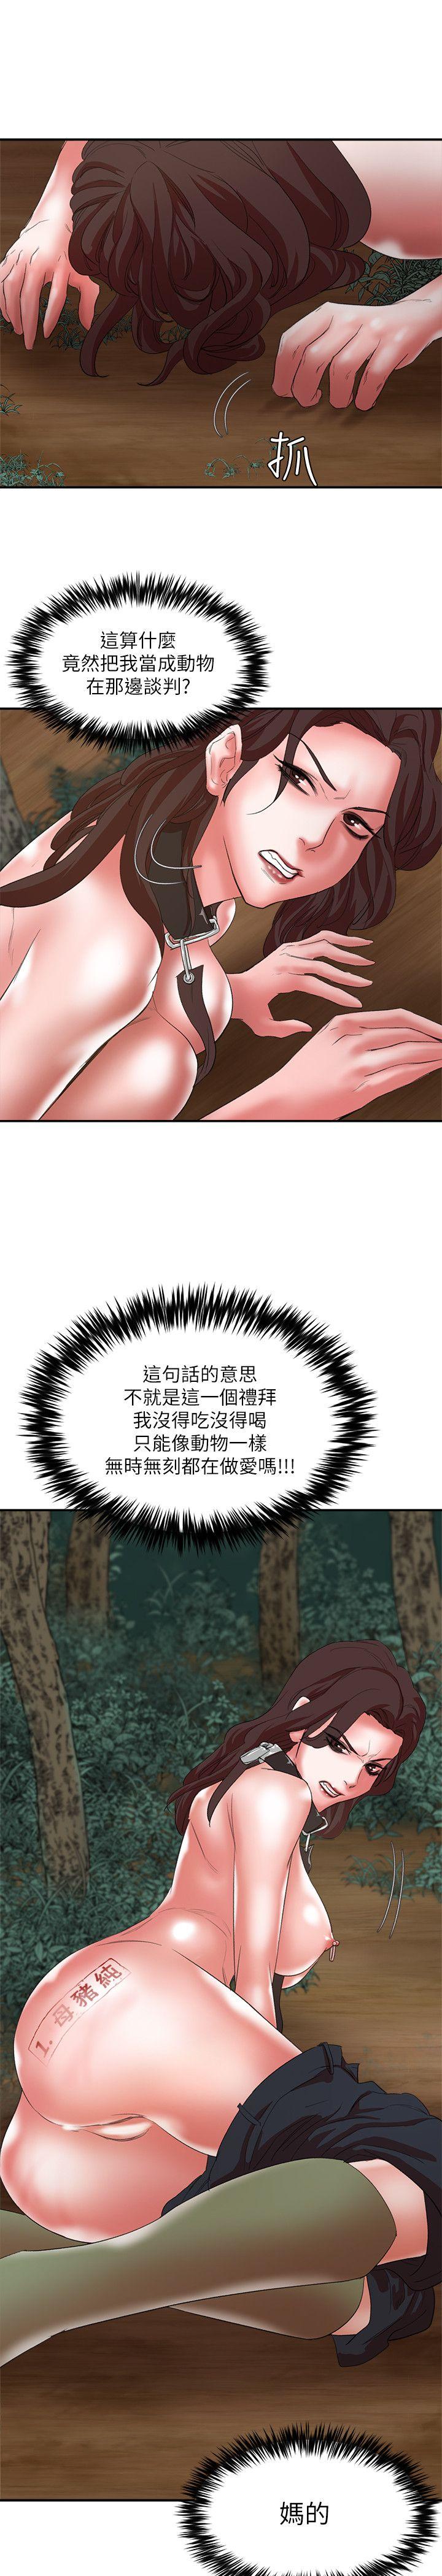 抓
這算什麼
竟然把我當成動物
在那邊談判?
這句話的意思
不就是這一個禮拜
我沒得吃沒得喝
只能像動物一樣
無時無刻都在做愛嗎!!!
1. 母豬純
媽的